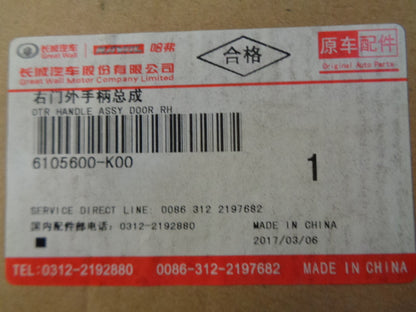 长城汽车 哈弗
Great Wall
合格
原车配件
Original Auto Parts
长城汽车股份有限公司
Great Wall Motor Company Limited
右门外手柄总成
OTR HANDLE ASSY DOOR RH
6105600-K00
1
SERVICE DIRECT LINE: 0086 312 2197682
国内配件部电话:0312-2192880
MADE IN CHINA
2017/03/06
TEL:0312-2192880 0086-312-2197682 MADE IN CHINA